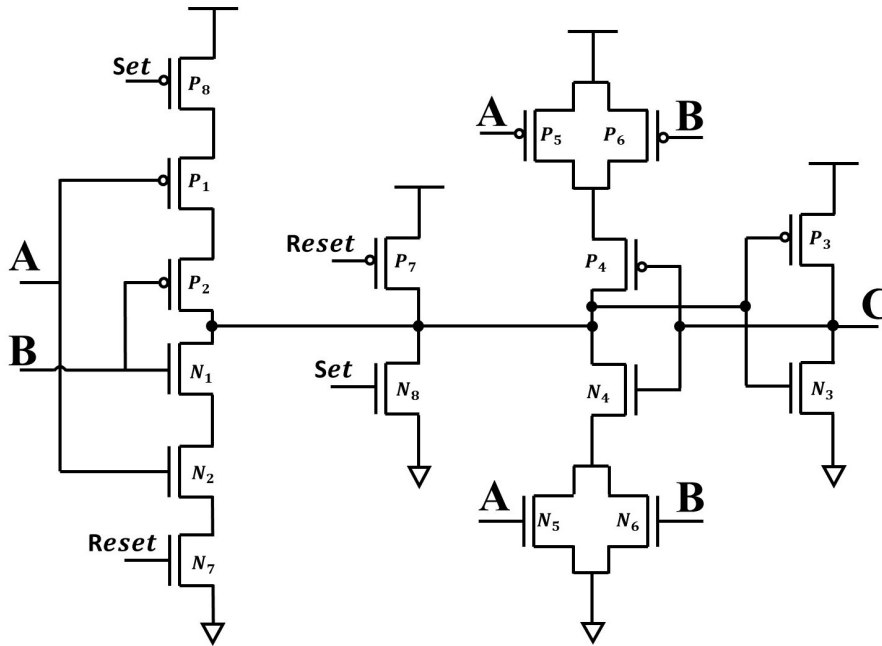 Set
P₈
A
P₅
P₆
B
P₁
P₃
Reset
P₇
P₄
A
P₂
C
B
N₁
Set
N₈
N₄
N₃
N₂
A
N₅
N₆
B
Reset
N₇